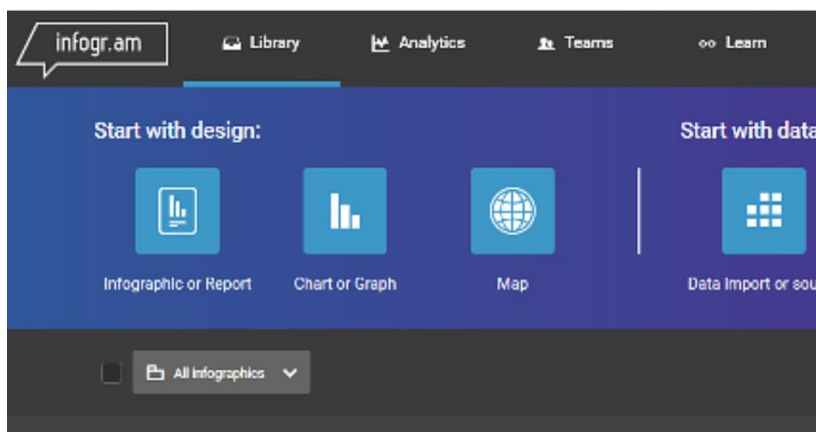 infogr.am Library Analytics Teams Learn
Start with design: Start with data
Infographic or Report Chart or Graph Map Data Import or sou
All infographics